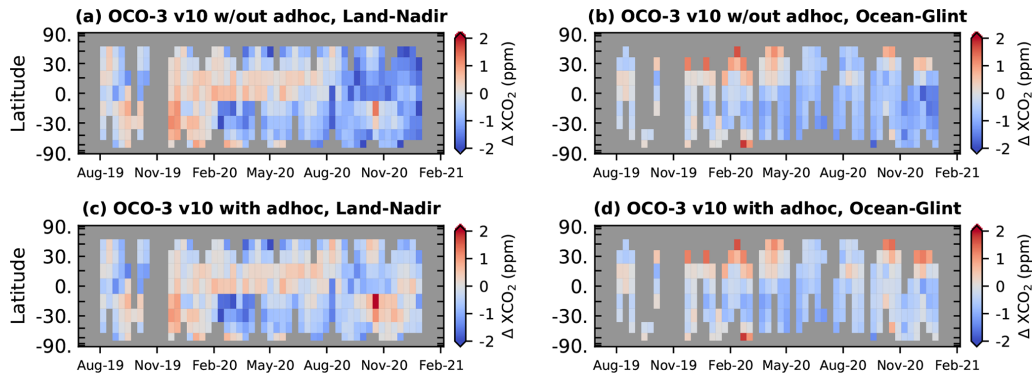 (a) OCO-3 v10 w/out adhoc, Land-Nadir
90.
30.
0.
-30.
-90.
Latitude
Aug-19 Nov-19 Feb-20 May-20 Aug-20 Nov-20 Feb-21
2
1
0
-1
-2
Δ XCO₂ (ppm)
(b) OCO-3 v10 w/out adhoc, Ocean-Glint
90.
30.
0.
-30.
-90.
Aug-19 Nov-19 Feb-20 May-20 Aug-20 Nov-20 Feb-21
2
1
0
-1
-2
Δ XCO₂ (ppm)
(c) OCO-3 v10 with adhoc, Land-Nadir
90.
30.
0.
-30.
-90.
Latitude
Aug-19 Nov-19 Feb-20 May-20 Aug-20 Nov-20 Feb-21
2
1
0
-1
-2
Δ XCO₂ (ppm)
(d) OCO-3 v10 with adhoc, Ocean-Glint
90.
30.
0.
-30.
-90.
Aug-19 Nov-19 Feb-20 May-20 Aug-20 Nov-20 Feb-21
2
1
0
-1
-2
Δ XCO₂ (ppm)